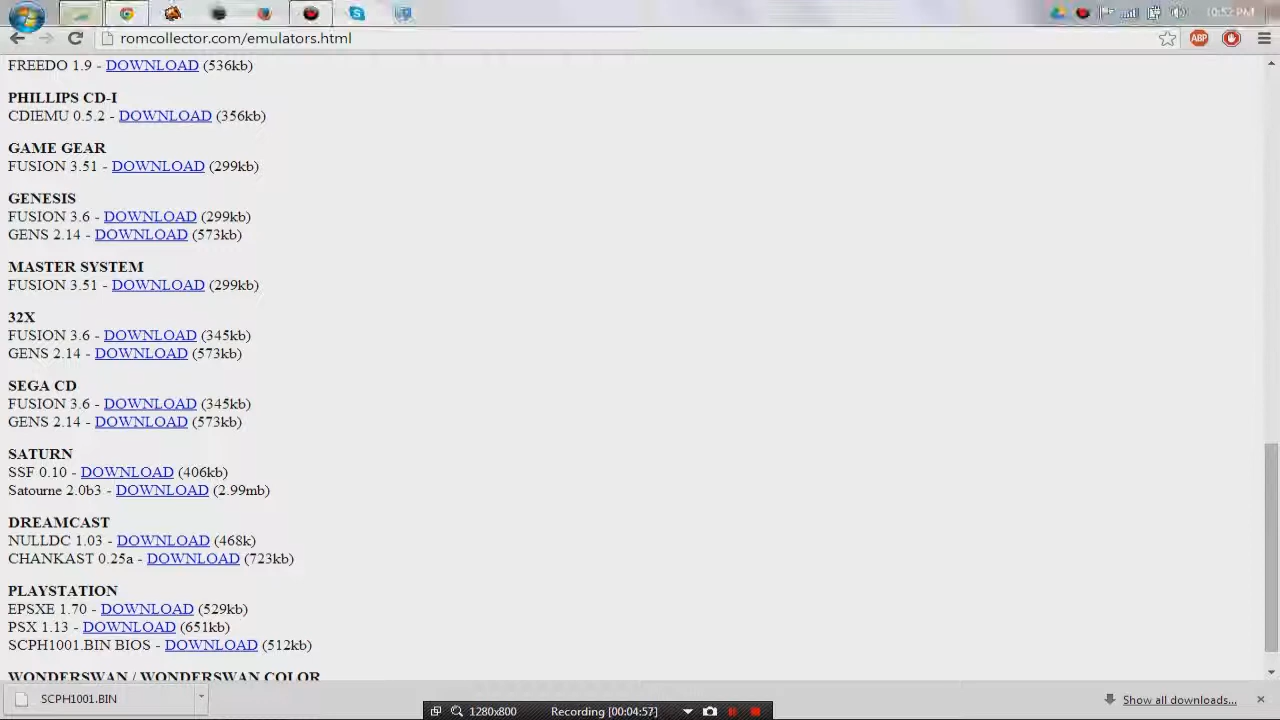 10:52 PM
romcollector.com/emulators.html
ABP
FREEDO 1.9 - DOWNLOAD (536kb)
PHILLIPS CD-I
CDIEMU 0.5.2 - DOWNLOAD (356kb)
GAME GEAR
FUSION 3.51 - DOWNLOAD (299kb)
GENESIS
FUSION 3.6 - DOWNLOAD (299kb)
GENS 2.14 - DOWNLOAD (573kb)
MASTER SYSTEM
FUSION 3.51 - DOWNLOAD (299kb)
32X
FUSION 3.6 - DOWNLOAD (345kb)
GENS 2.14 - DOWNLOAD (573kb)
SEGA CD
FUSION 3.6 - DOWNLOAD (345kb)
GENS 2.14 - DOWNLOAD (573kb)
SATURN
SSF 0.10 - DOWNLOAD (406kb)
Satourne 2.0b3 - DOWNLOAD (2.99mb)
DREAMCAST
NULLDC 1.03 - DOWNLOAD (468k)
CHANKAST 0.25a - DOWNLOAD (723kb)
PLAYSTATION
EPSXE 1.70 - DOWNLOAD (529kb)
PSX 1.13 - DOWNLOAD (651kb)
SCPH1001.BIN BIOS - DOWNLOAD (512kb)
WONDERSWAN / WONDERSWAN COLOR
SCPH1001.BIN
Show all downloads...
1280x800 Recording [00:04:57]